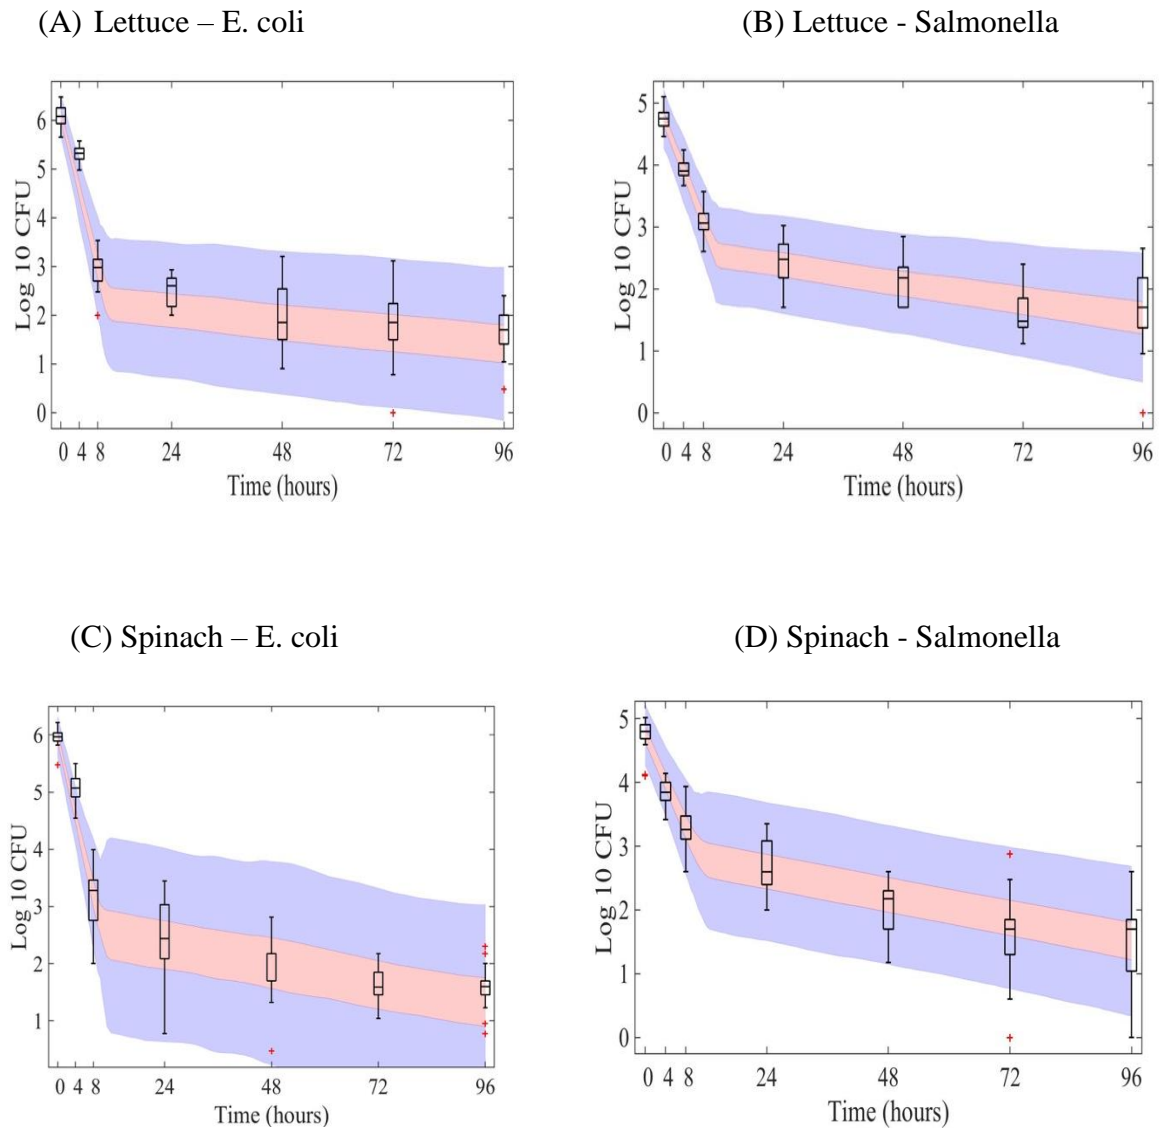 (A) Lettuce – E. coli
(B) Lettuce - Salmonella
Log 10 CFU
6
5
4
3
2
1
0
0 4 8 24 48 72 96
Time (hours)
Log 10 CFU
5
4
3
2
1
0
0 4 8 24 48 72 96
Time (hours)
(C) Spinach – E. coli
(D) Spinach - Salmonella
Log 10 CFU
6
5
4
3
2
1
0 4 8 24 48 72 96
Time (hours)
Log 10 CFU
5
4
3
2
1
0
0 4 8 24 48 72 96
Time (hours)